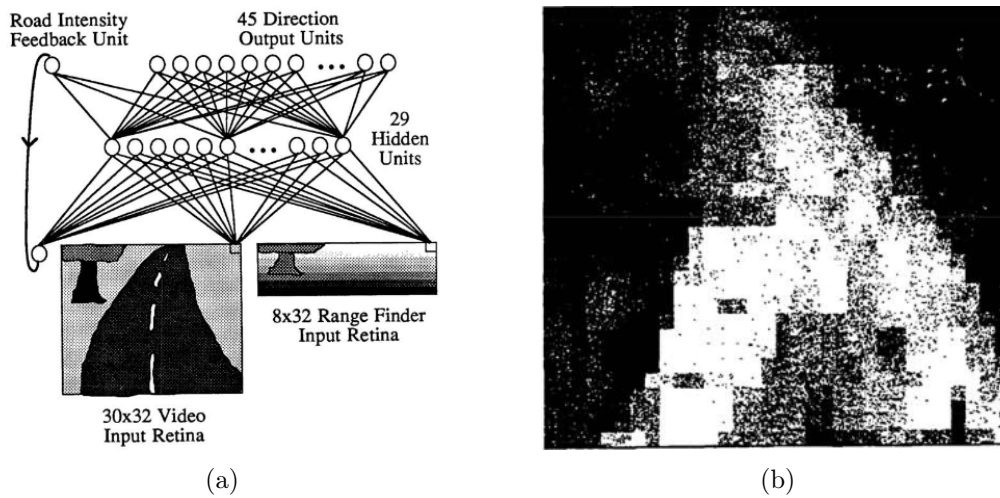 Road Intensity
Feedback Unit
45 Direction
Output Units
29
Hidden
Units
8x32 Range Finder
Input Retina
30x32 Video
Input Retina
(a)
(b)